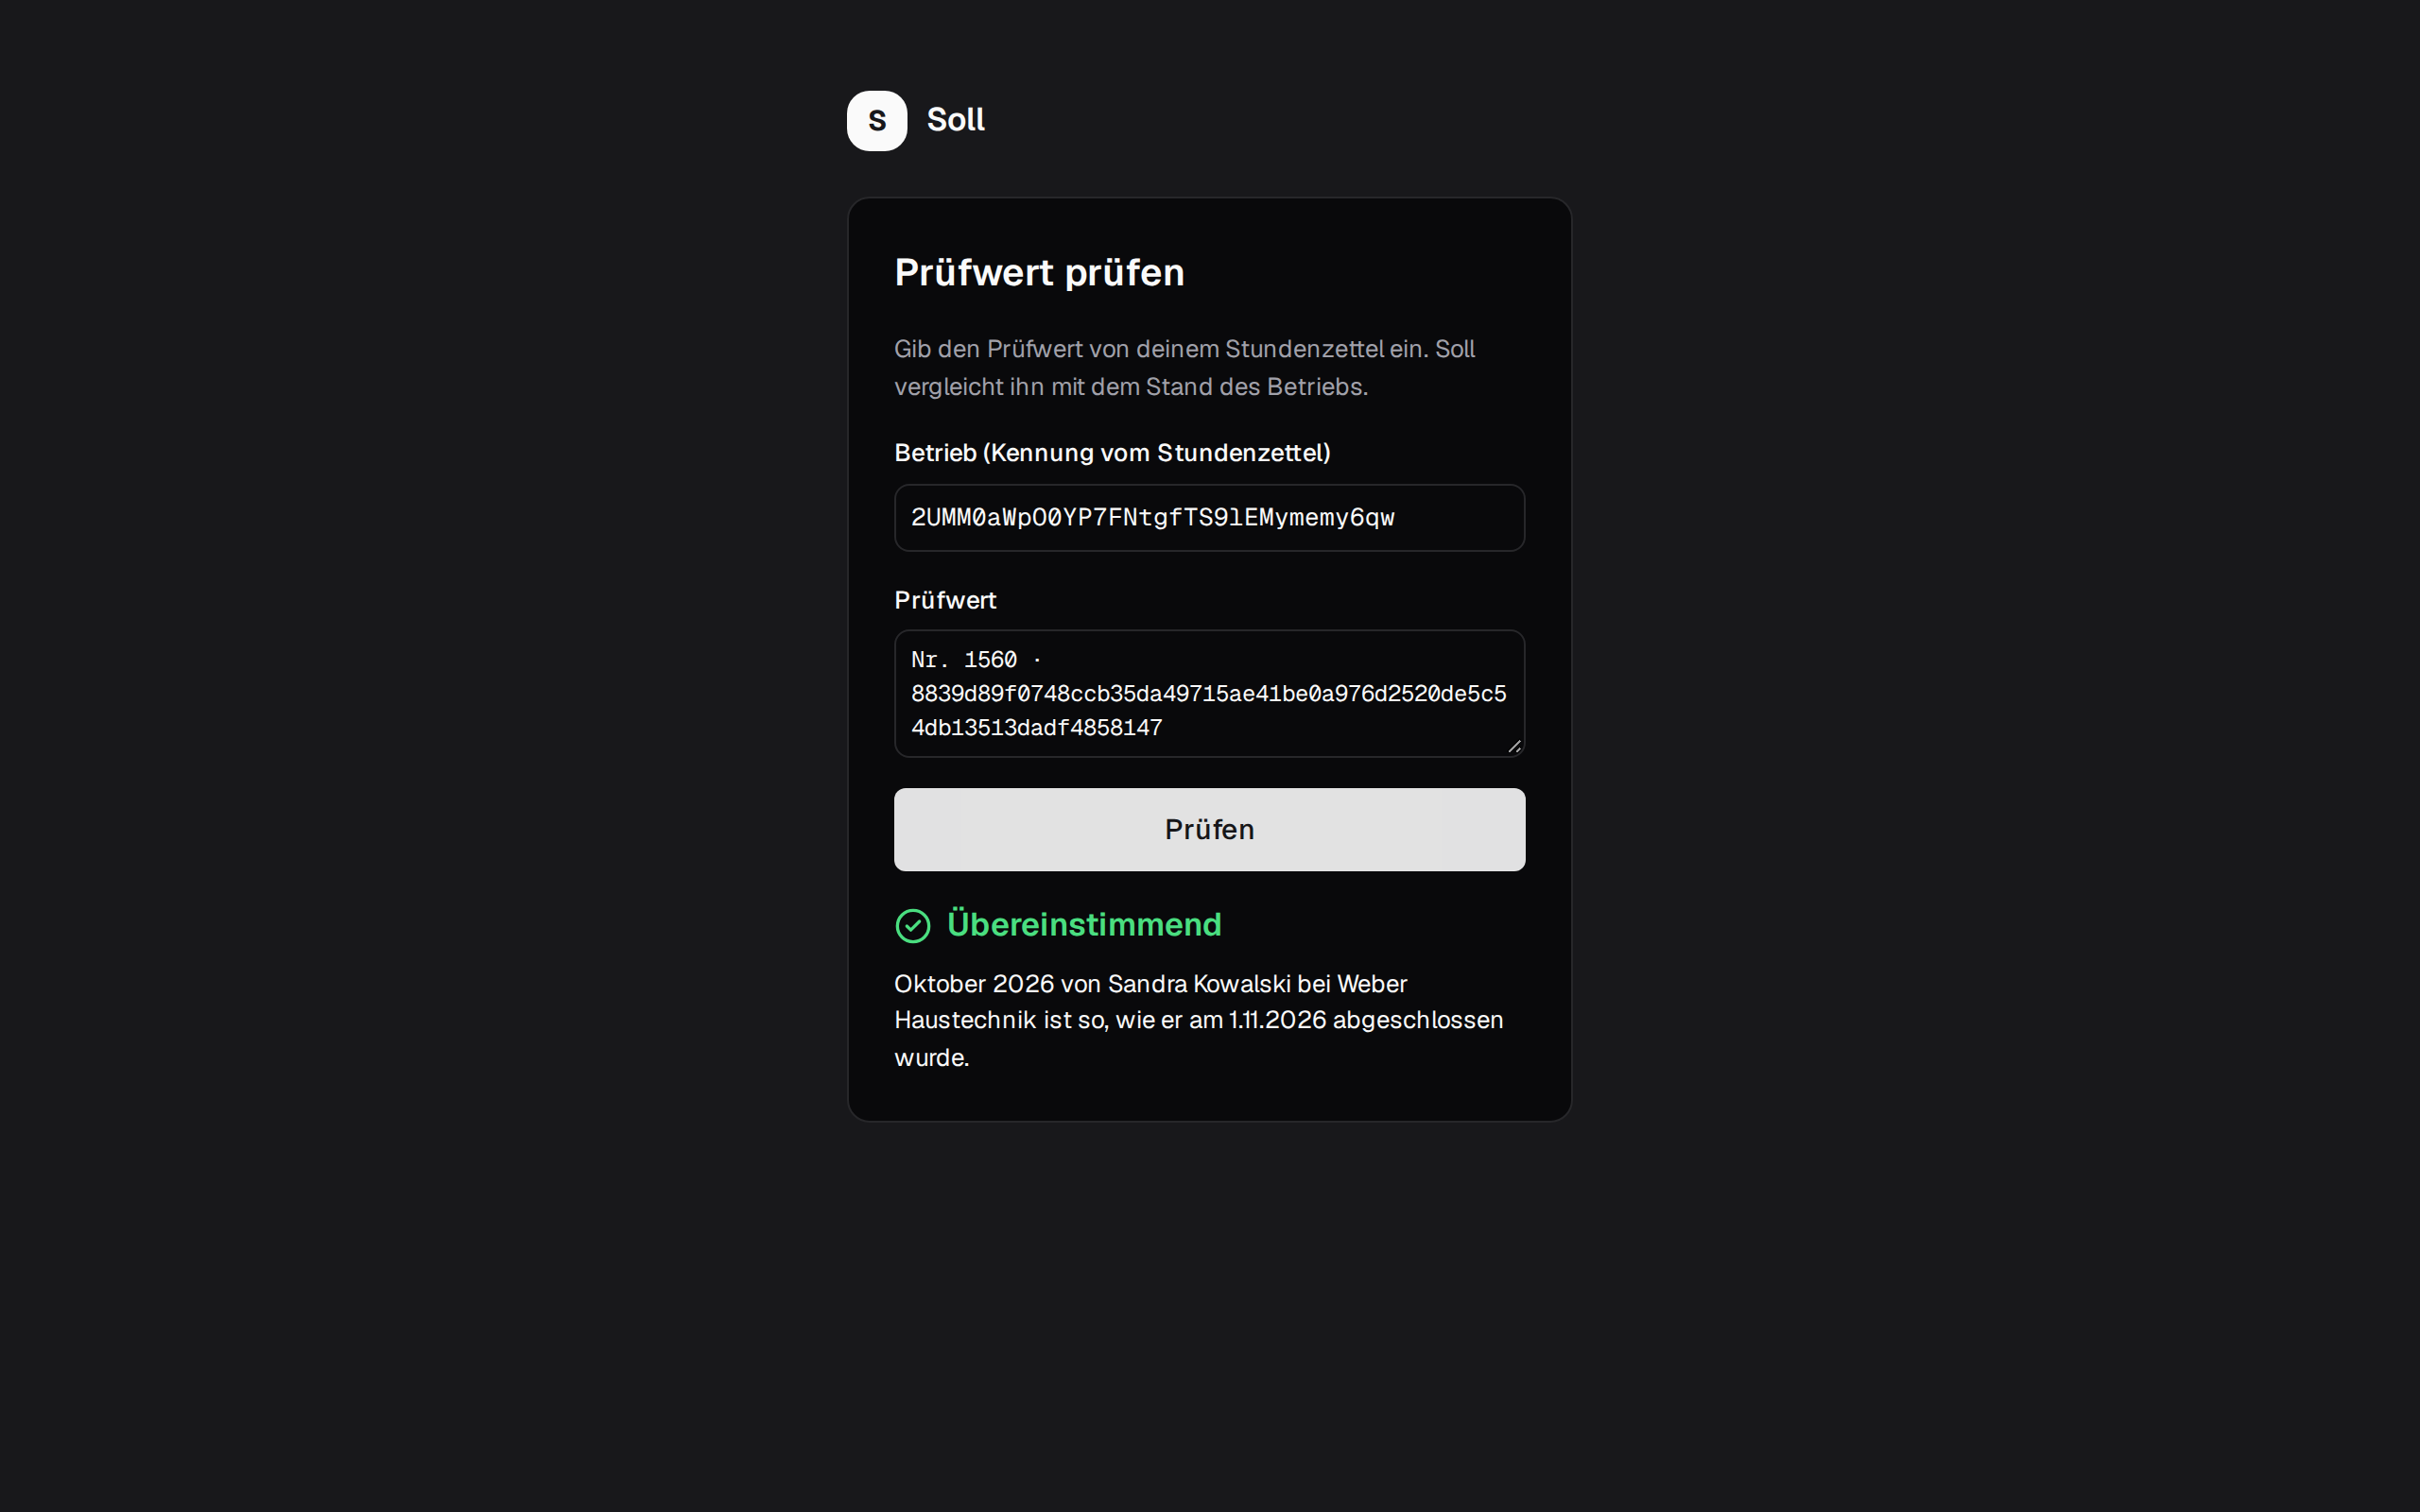 S Soll
Prüfwert prüfen
Gib den Prüfwert von deinem Stundenzettel ein. Soll
vergleicht ihn mit dem Stand des Betriebs.
Betrieb (Kennung vom Stundenzettel)
2UMM0aWpO0YP7FNtgfTS9lEMymemy6qw
Prüfwert
Nr. 1560 ·
8839d89f0748ccb35da49715ae41be0a976d2520de5c5
4db13513dadf4858147
Prüfen
Übereinstimmend
Oktober 2026 von Sandra Kowalski bei Weber
Haustechnik ist so, wie er am 1.11.2026 abgeschlossen
wurde.